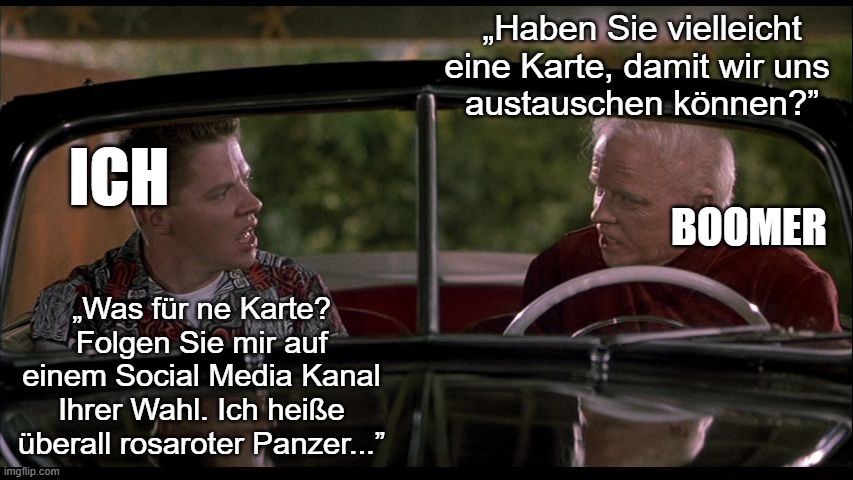 „Haben Sie vielleicht
eine Karte, damit wir uns
austauschen können?”
ICH
BOOMER
„Was für ne Karte?
Folgen Sie mir auf
einem Social Media Kanal
Ihrer Wahl. Ich heiße
überall rosaroter Panzer...”
imgflip.com